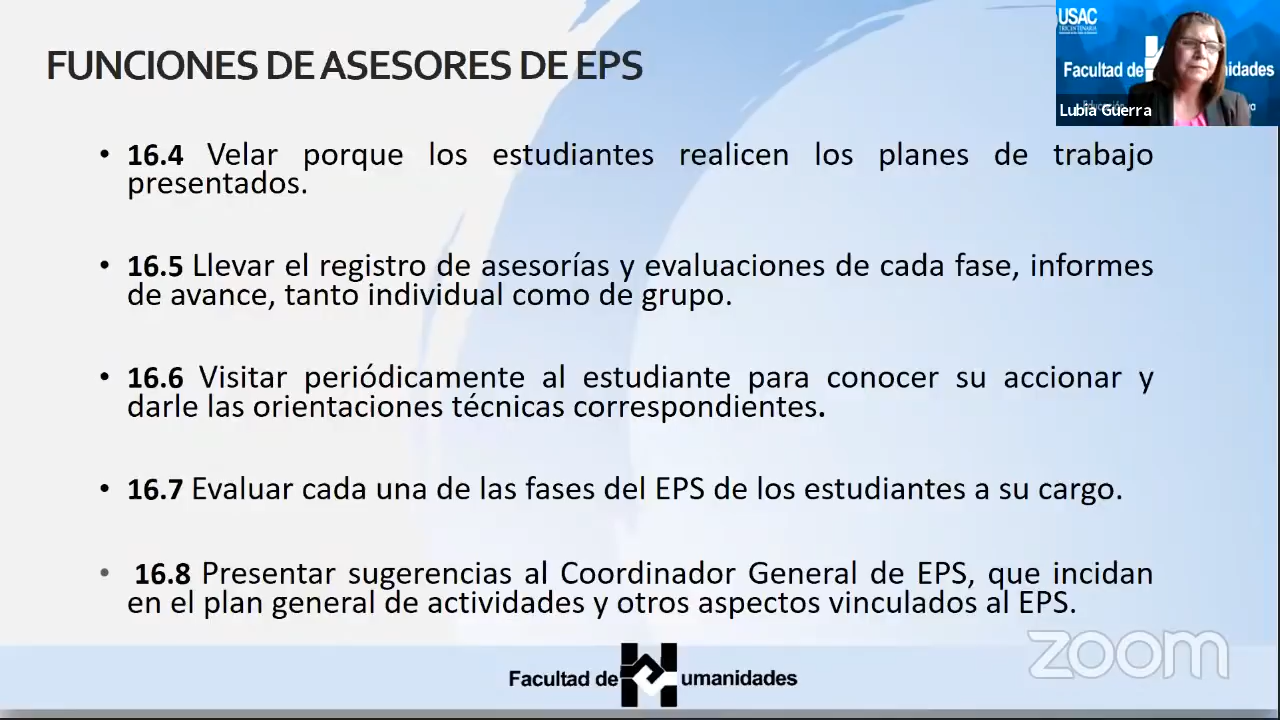 FUNCIONES DE ASESORES DE EPS
USAC
TRICENTENARIA
Facultad de H manidades
Lubia Guerra
• 16.4 Velar porque los estudiantes realicen los planes de trabajo
presentados.
• 16.5 Llevar el registro de asesorías y evaluaciones de cada fase, informes
de avance, tanto individual como de grupo.
• 16.6 Visitar periódicamente al estudiante para conocer su accionar y
darle las orientaciones técnicas correspondientes.
• 16.7 Evaluar cada una de las fases del EPS de los estudiantes a su cargo.
• 16.8 Presentar sugerencias al Coordinador General de EPS, que incidan
en el plan general de actividades y otros aspectos vinculados al EPS.
zoom
Facultad de Humanidades